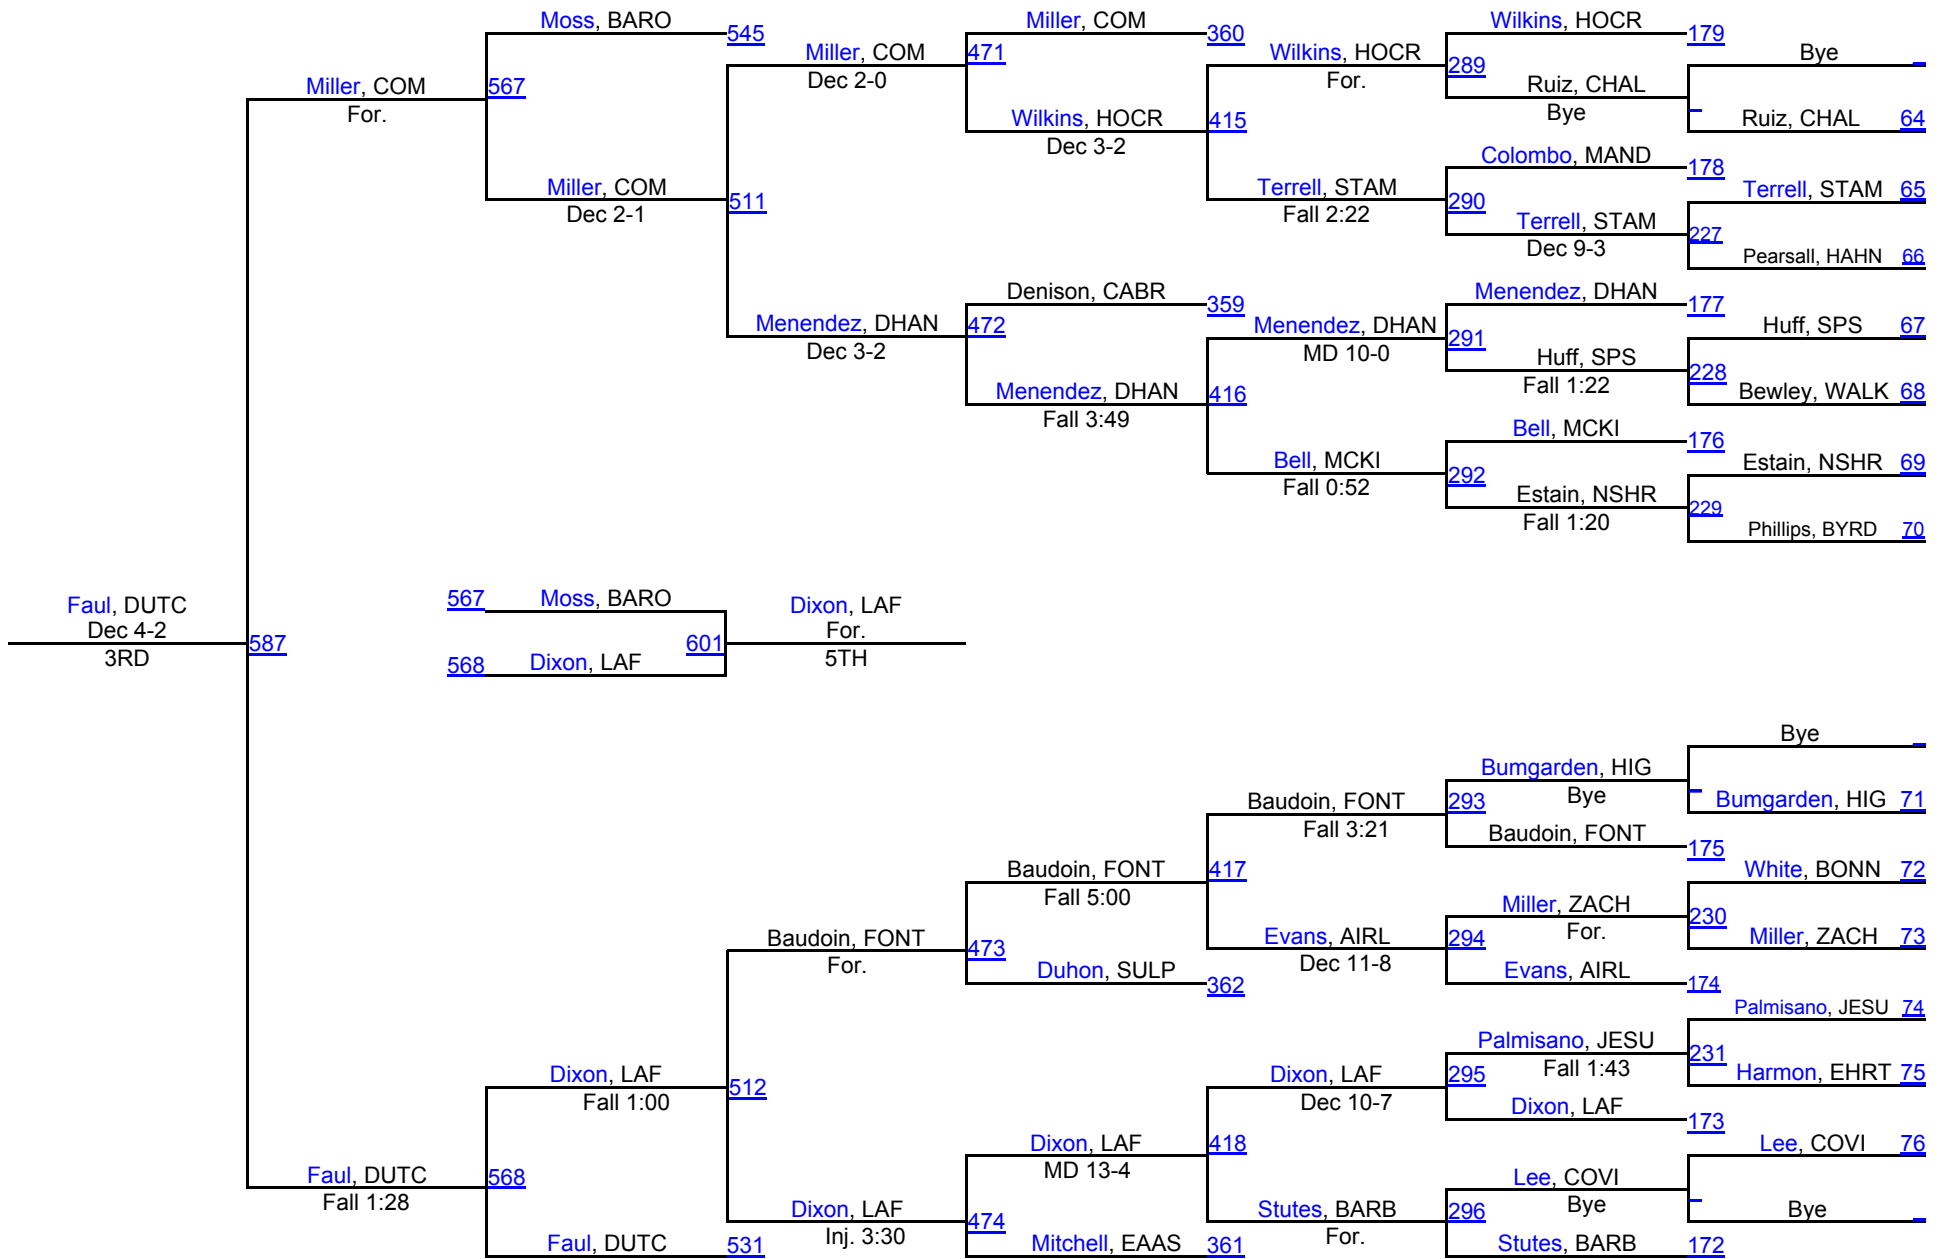 Moss, BARO 545 Miller, COM 360 Wilkins, HOCR 179
Miller, COM 471 Wilkins, HOCR 289 Bye
Dec 2-0 For.
Miller, COM 567 Ruiz, CHAL
For. Bye
Wilkins, HOCR 415 Ruiz, CHAL 64
Dec 3-2
Colombo, MAND 178
Miller, COM 511 Terrell, STAM 290 Terrell, STAM 65
Dec 2-1 Fall 2:22
Terrell, STAM 227
Dec 9-3 Pearsall, HAHN 66
Denison, CABR 359 Menendez, DHAN 177
Menendez, DHAN 472 Menendez, DHAN 291 Huff, SPS 67
Dec 3-2 MD 10-0
Huff, SPS 228
Fall 1:22
Menendez, DHAN 416 Bewley, WALK 68
Fall 3:49
Bell, MCKI 176
Bell, MCKI 292 Estain, NSHR 69
Fall 0:52
Estain, NSHR 229
Fall 1:20 Phillips, BYRD 70
Faul, DUTC 567 Moss, BARO Dixon, LAF
Dec 4-2 For.
587 601
3RD 568 Dixon, LAF 5TH
Bye
Bumgarden, HIG
Bye
Baudoin, FONT 293 Bumgarden, HIG 71
Fall 3:21
Baudoin, FONT 175
Baudoin, FONT 417 White, BONN 72
Fall 5:00
Miller, ZACH 230
For.
Baudoin, FONT 473 Evans, AIRL 294 Miller, ZACH 73
For. Dec 11-8
Duhon, SULP 362 Evans, AIRL 174
Palmisano, JESU 74
Palmisano, JESU 231
Fall 1:43
Dixon, LAF 512 Dixon, LAF 295 Harmon, EHRT 75
Fall 1:00 Dec 10-7
Dixon, LAF 173
Dixon, LAF 418 Lee, COVI 76
MD 13-4
Faul, DUTC 568 Lee, COVI
Fall 1:28 Bye
Dixon, LAF 474 Stutes, BARB 296 Bye
Inj. 3:30 For.
Faul, DUTC 531 Mitchell, EAAS 361 Stutes, BARB 172